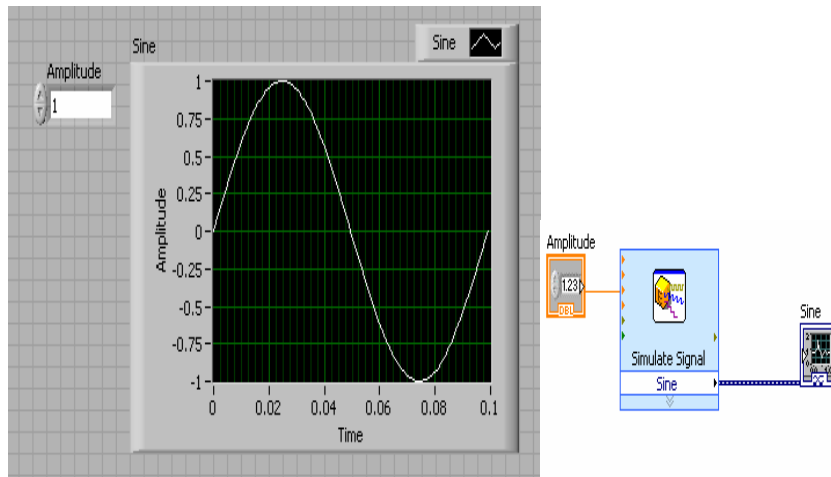 Sine
Sine
Amplitude
1
Amplitude
1
0.75
0.5
0.25
0
-0.25
-0.5
-0.75
-1
0 0.02 0.04 0.06 0.08 0.1
Time
Amplitude
1.23
DBL
Simulate Signal
Sine
Sine